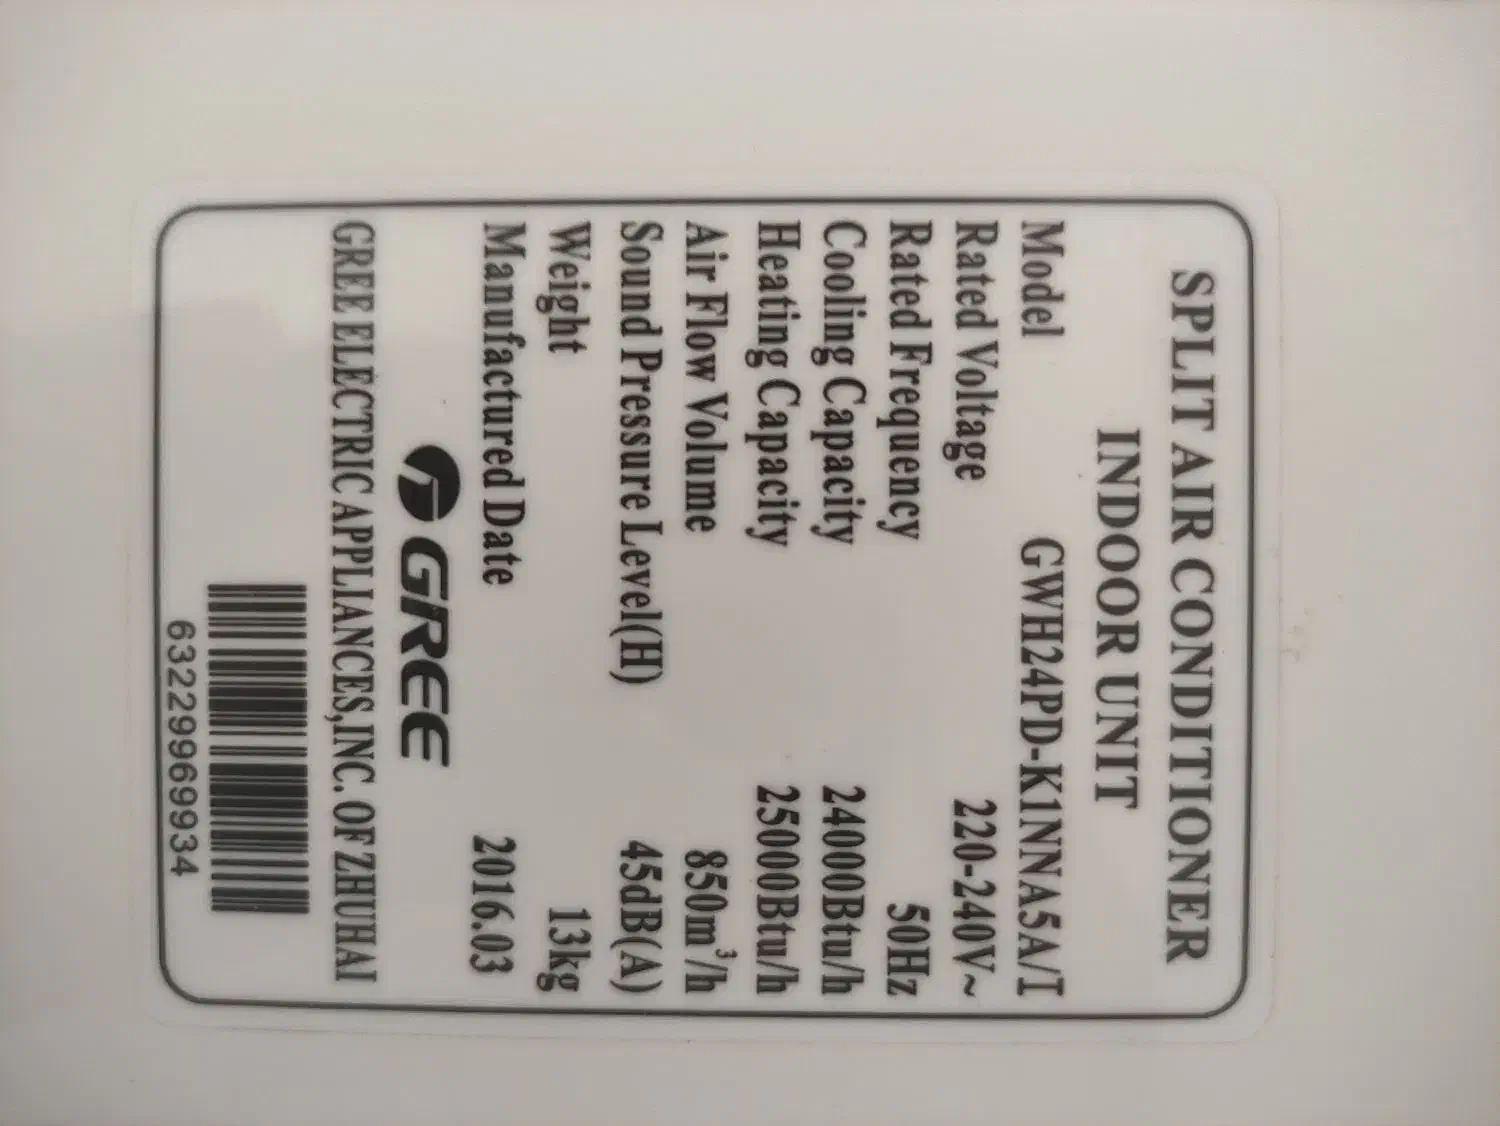 SPLIT AIR CONDITIONER
INDOOR UNIT
Model GWH24PD-K1NNA5A/T
Rated Voltage 220-240V~
Rated Frequency 50Hz
Cooling Capacity 24000Btu/h
Heating Capacity 25000Btu/h
Air Flow Volume 850m³/h
Sound Pressure Level(H) 45dB(A)
Weight 13kg
Manufactured Date 2016.03
GREE
GREE ELECTRIC APPLIANCES,INC. OF ZHUHAI
63229969934